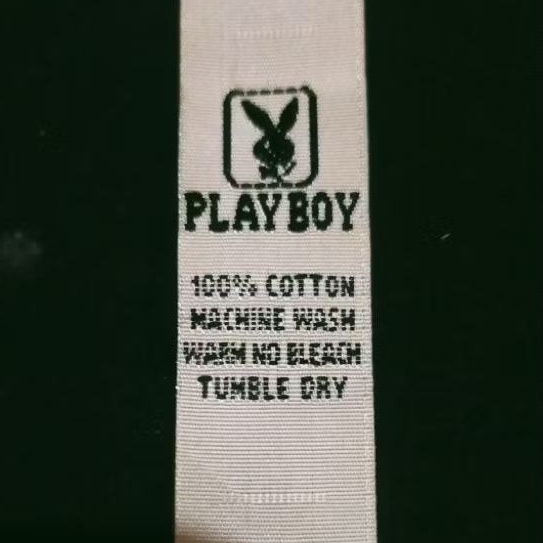 PLAYBOY
100% COTTON
MACHINE WASH
WARM NO BLEACH
TUMBLE DRY